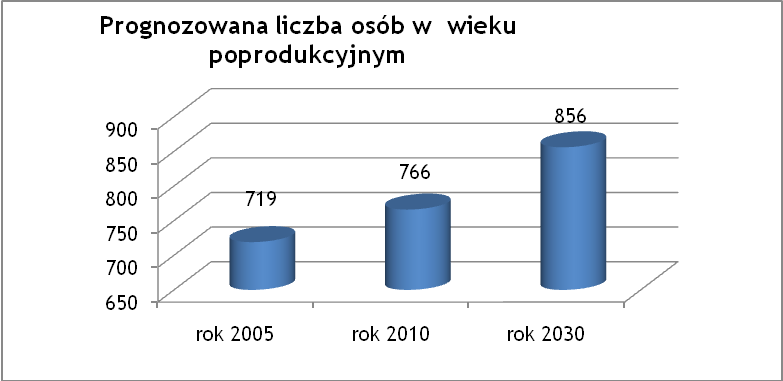 Prognozowana liczba osób w  wieku
poprodukcyjnym
900
850
800
750
700
650
719
766
856
rok 2005
rok 2010
rok 2030